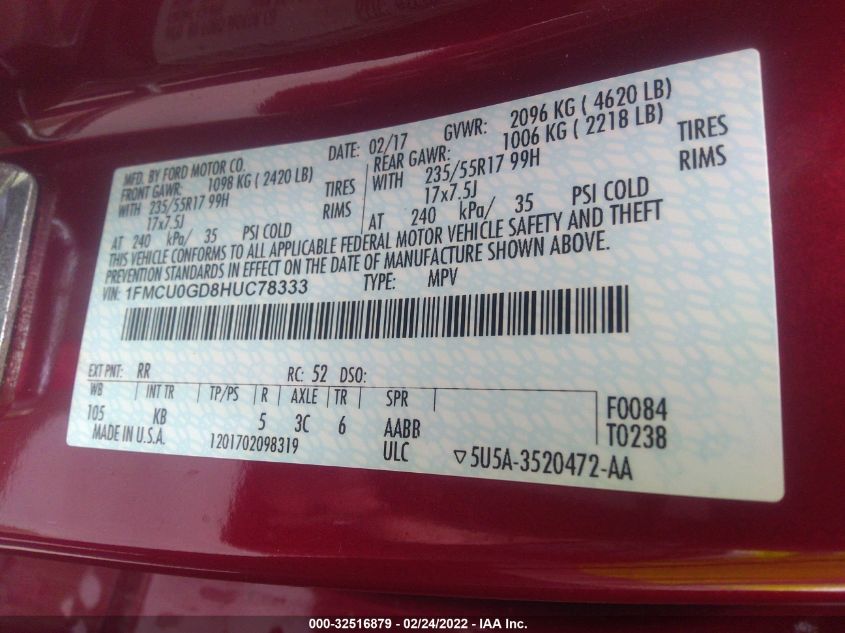 MFD. BY FORD MOTOR CO.
DATE: 02/17 GVWR: 2096 KG ( 4620 LB)
FRONT GAWR: 1098 KG ( 2420 LB)
REAR GAWR: 1006 KG ( 2218 LB)
WITH 235/55R17 99H TIRES
WITH 235/55R17 99H TIRES
17x7.5J RIMS
17x7.5J RIMS
AT 240 kPa/ 35 PSI COLD
AT 240 kPa/ 35 PSI COLD
THIS VEHICLE CONFORMS TO ALL APPLICABLE FEDERAL MOTOR VEHICLE SAFETY AND THEFT
PREVENTION STANDARDS IN EFFECT ON THE DATE OF MANUFACTURE SHOWN ABOVE.
VIN: 1FMCU0GD8HUC78333 TYPE: MPV
EXT PNT: RR RC: 52 DSO:
WB INT TR TP/PS R AXLE TR SPR
105 KB 5 3C 6 AABB F0084
MADE IN U.S.A. 1201702098319 ULC T0238
▽5U5A-3520472-AA
000-32516879 - 02/24/2022 - IAA Inc.